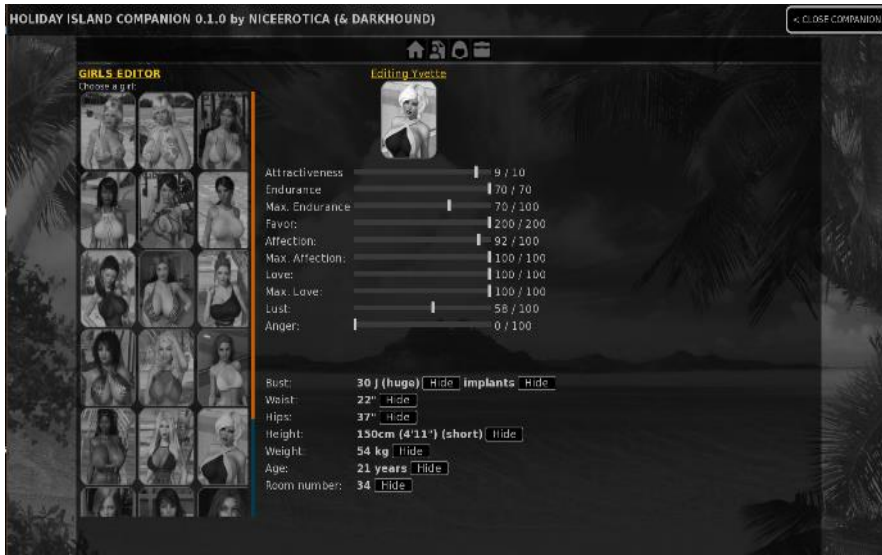 HOLIDAY ISLAND COMPANION 0.1.0 by NICEEROTICA (& DARKHOUND)
< CLOSE COMPANION
GIRLS EDITOR
Choose a girl:
Editing Yvette
Attractiveness 9 / 10
Endurance 70 / 70
Max. Endurance 70 / 100
Favor: 200 / 200
Affection: 92 / 100
Max. Affection: 100 / 100
Love: 100 / 100
Max. Love: 100 / 100
Lust: 58 / 100
Anger: 0 / 100
Bust: 30 J (huge) Hide implants Hide
Waist: 22" Hide
Hips: 37" Hide
Height: 150cm (4'11") (short) Hide
Weight: 54 kg Hide
Age: 21 years Hide
Room number: 34 Hide